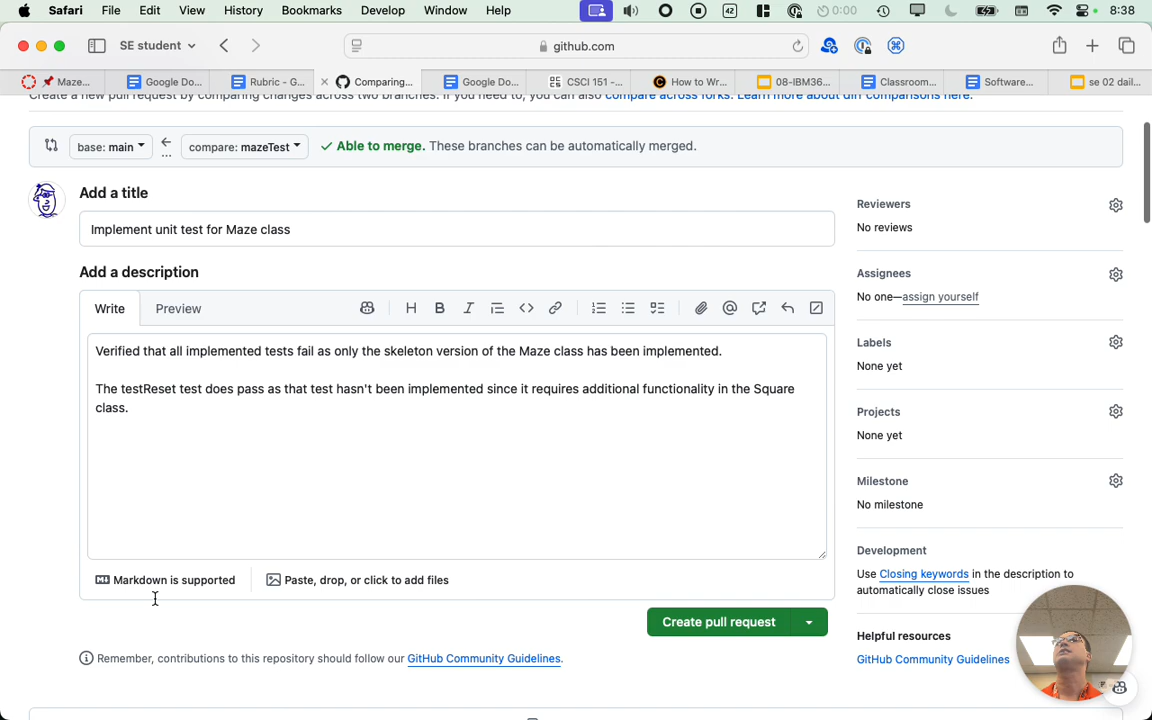 Safari File Edit View History Bookmarks Develop Window Help 42 0:00 8:38
SE student github.com
Maze... Google Do... Rubric - G... Comparing... Google Do... CSCI 151 -... How to Wr... 08-IBM36... Classroom... Software... se 02 dail...
Create a new pull request by comparing changes across two branches. If you need to, you can also compare across forks. Learn more about diff comparisons here.
base: main ... compare: mazeTest Able to merge. These branches can be automatically merged.
Add a title
Implement unit test for Maze class
Add a description
Write Preview
Verified that all implemented tests fail as only the skeleton version of the Maze class has been implemented.
The testReset test does pass as that test hasn't been implemented since it requires additional functionality in the Square
class.
Markdown is supported Paste, drop, or click to add files
Create pull request
Remember, contributions to this repository should follow our GitHub Community Guidelines.
Reviewers
No reviews
Assignees
No one—assign yourself
Labels
None yet
Projects
None yet
Milestone
No milestone
Development
Use Closing keywords in the description to
automatically close issues
Helpful resources
GitHub Community Guidelines